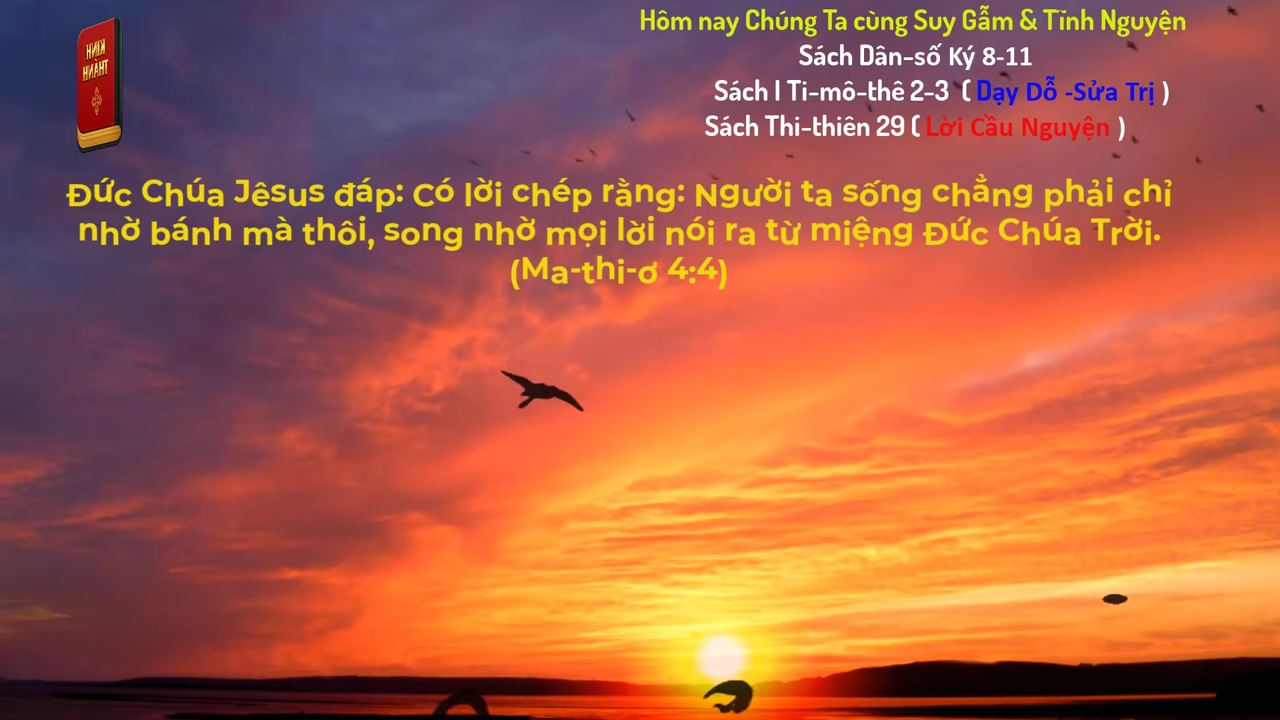 KINH
THÁNH
Hôm nay Chúng Ta cùng Suy Gẫm & Tĩnh Nguyện
Sách Dân-số Ký 8-11
Sách I Ti-mô-thê 2-3 ( Dạy Dỗ -Sửa Trị )
Sách Thi-thiên 29 ( Lời Cầu Nguyện )
Đức Chúa Jêsus đáp: Có lời chép rằng: Người ta sống chẳng phải chỉ
nhờ bánh mà thôi, song nhờ mọi lời nói ra từ miệng Đức Chúa Trời.
(Ma-thi-ơ 4:4)